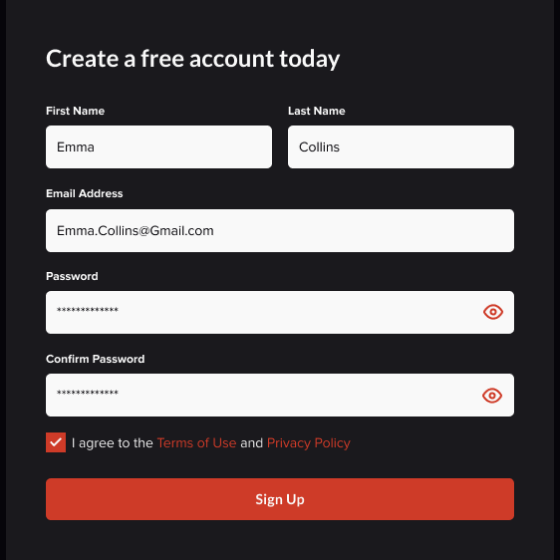 Create a free account today
First Name
Last Name
Emma
Collins
Email Address
Emma.Collins@Gmail.com
Password
*************
Confirm Password
*************
I agree to the Terms of Use and Privacy Policy
Sign Up